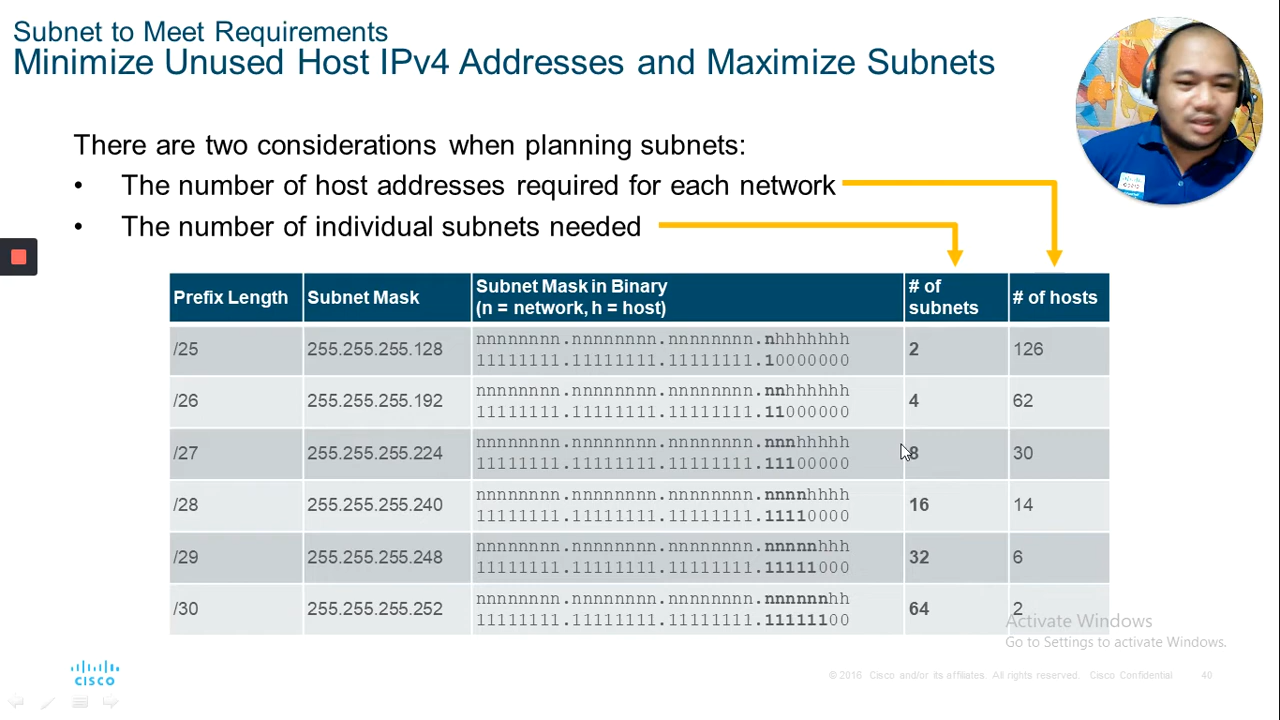 Subnet to Meet Requirements
Minimize Unused Host IPv4 Addresses and Maximize Subnets
There are two considerations when planning subnets:
• The number of host addresses required for each network
• The number of individual subnets needed
Prefix Length Subnet Mask Subnet Mask in Binary (n = network, h = host) # of subnets # of hosts
/25 255.255.255.128 nnnnnnnn.nnnnnnnn.nnnnnnnn.nhhhhhhh 2 126
11111111.11111111.11111111.10000000
/26 255.255.255.192 nnnnnnnn.nnnnnnnn.nnnnnnnn.nnhhhhhh 4 62
11111111.11111111.11111111.11000000
/27 255.255.255.224 nnnnnnnn.nnnnnnnn.nnnnnnnn.nnnhhhhh 8 30
11111111.11111111.11111111.11100000
/28 255.255.255.240 nnnnnnnn.nnnnnnnn.nnnnnnnn.nnnnhhhh 16 14
11111111.11111111.11111111.11110000
/29 255.255.255.248 nnnnnnnn.nnnnnnnn.nnnnnnnn.nnnnnhhh 32 6
11111111.11111111.11111111.11111000
/30 255.255.255.252 nnnnnnnn.nnnnnnnn.nnnnnnnn.nnnnnnhh 64 2
11111111.11111111.11111111.11111100
Activate Windows
Go to Settings to activate Windows.
CISCO
© 2016 Cisco and/or its affiliates. All rights reserved. Cisco Confidential 40